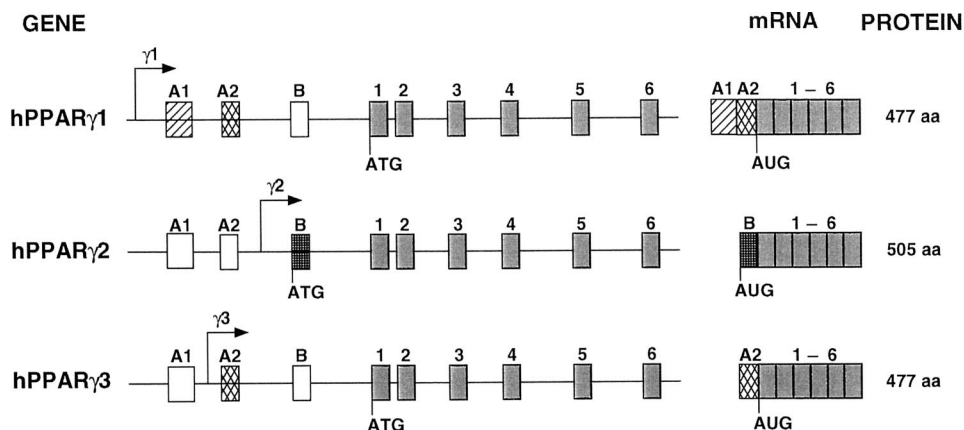 GENE mRNA PROTEIN
γ1
A1 A2 B 1 2 3 4 5 6 A1 A2 1 – 6
hPPARγ1 477 aa
ATG AUG
γ2
A1 A2 B 1 2 3 4 5 6 B 1 – 6
hPPARγ2 505 aa
ATG AUG
γ3
A1 A2 B 1 2 3 4 5 6 A2 1 – 6
hPPARγ3 477 aa
ATG AUG